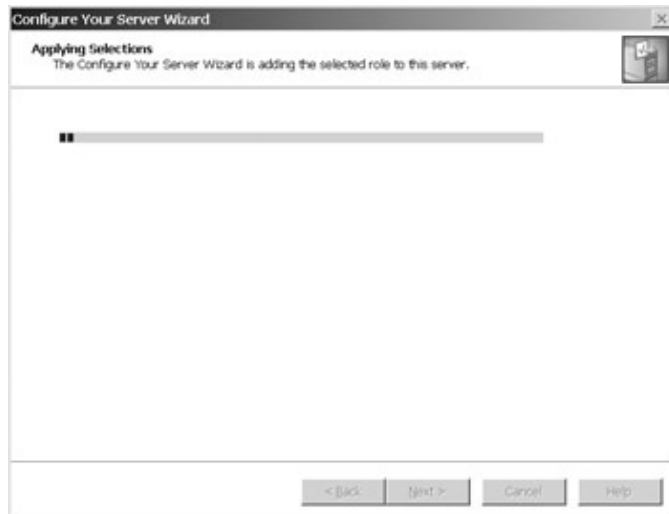 Configure Your Server Wizard
Applying Selections
The Configure Your Server Wizard is adding the selected role to this server.
< Back
Next >
Cancel
Help